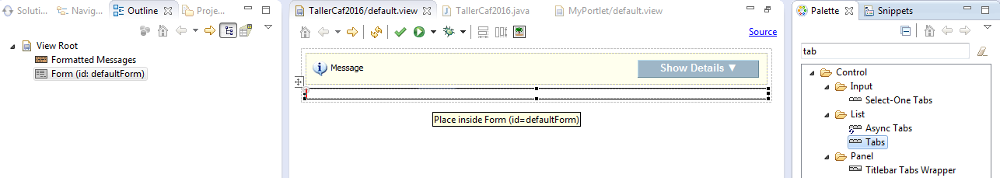 Soluti...
Navig...
Outline
Proje...
View Root
Formatted Messages
Form (id: defaultForm)
TallerCaf2016/default.view
TallerCaf2016.java
MyPortlet/default.view
Source
Message
Show Details ▼
Place inside Form (id=defaultForm)
Palette
Snippets
tab
Control
Input
Select-One Tabs
List
Async Tabs
Tabs
Panel
Titlebar Tabs Wrapper